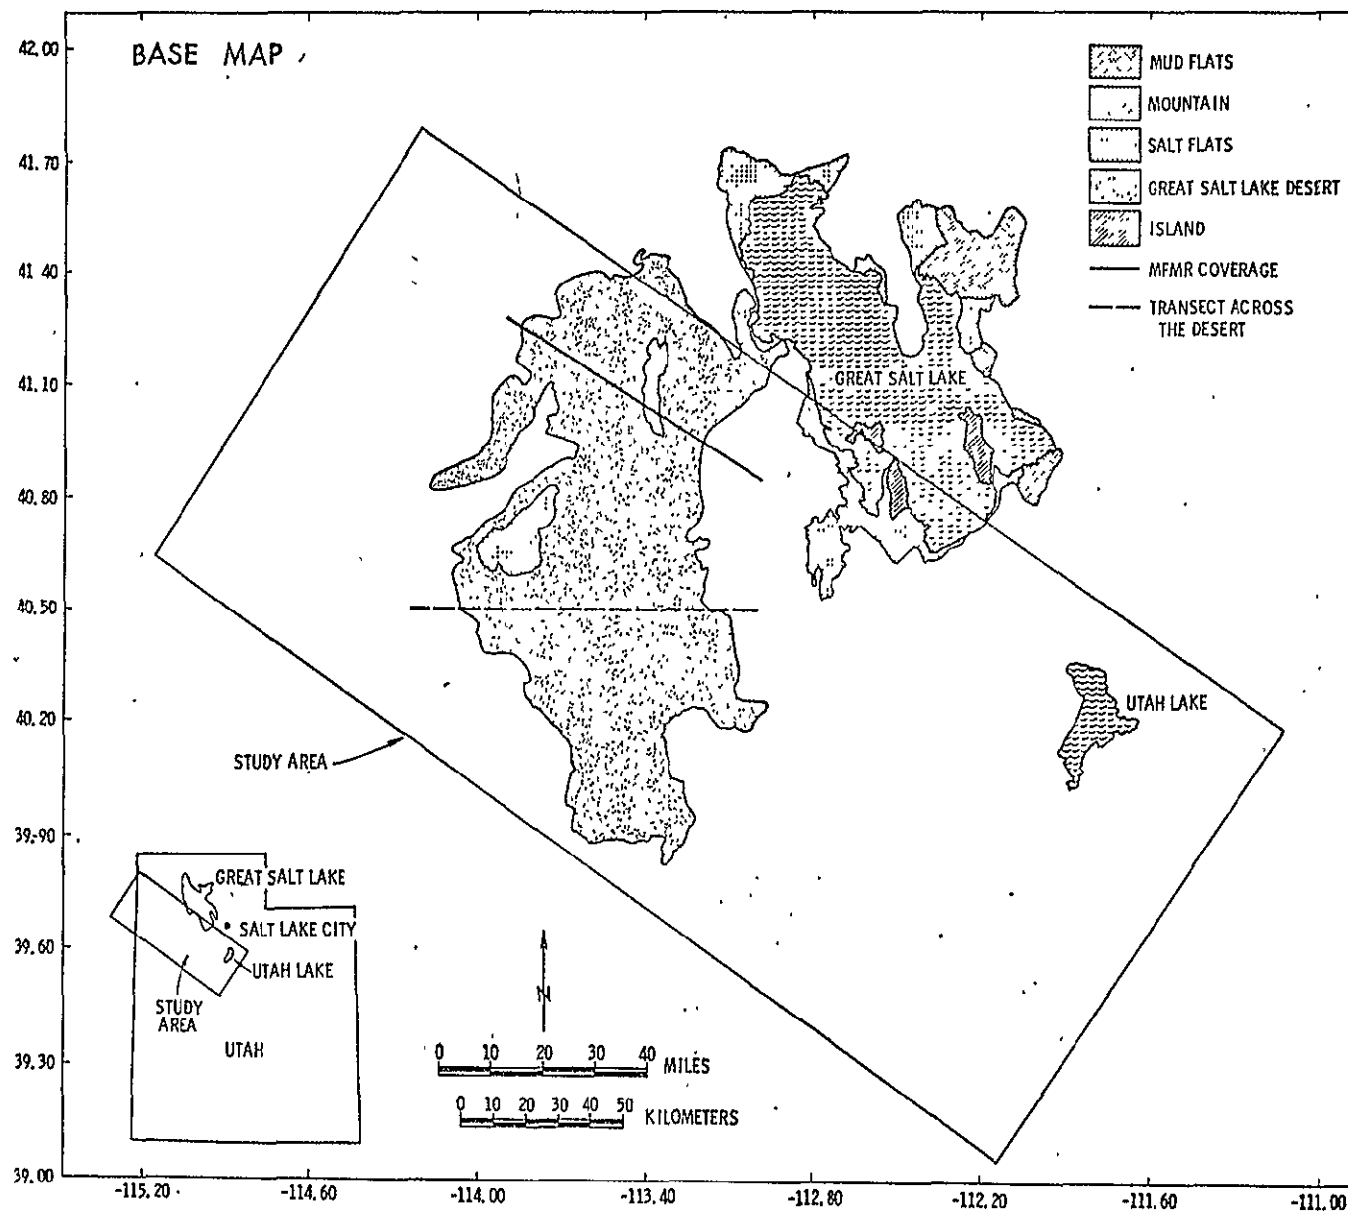 BASE MAP
42.00
41.70
41.40
41.10
40.80
40.50
40.20
39.90
39.60
39.30
39.00
-115.20
-114.60
-114.00
-113.40
-112.80
-112.20
-111.60
-111.00
MUD FLATS
MOUNTAIN
SALT FLATS
GREAT SALT LAKE DESERT
ISLAND
MFMR COVERAGE
TRANSECT ACROSS
THE DESERT
GREAT SALT LAKE
UTAH LAKE
STUDY AREA
GREAT SALT LAKE
SALT LAKE CITY
UTAH LAKE
STUDY
AREA
UTAH
N
0 10 20 30 40
MILES
0 10 20 30 40 50
KILOMETERS